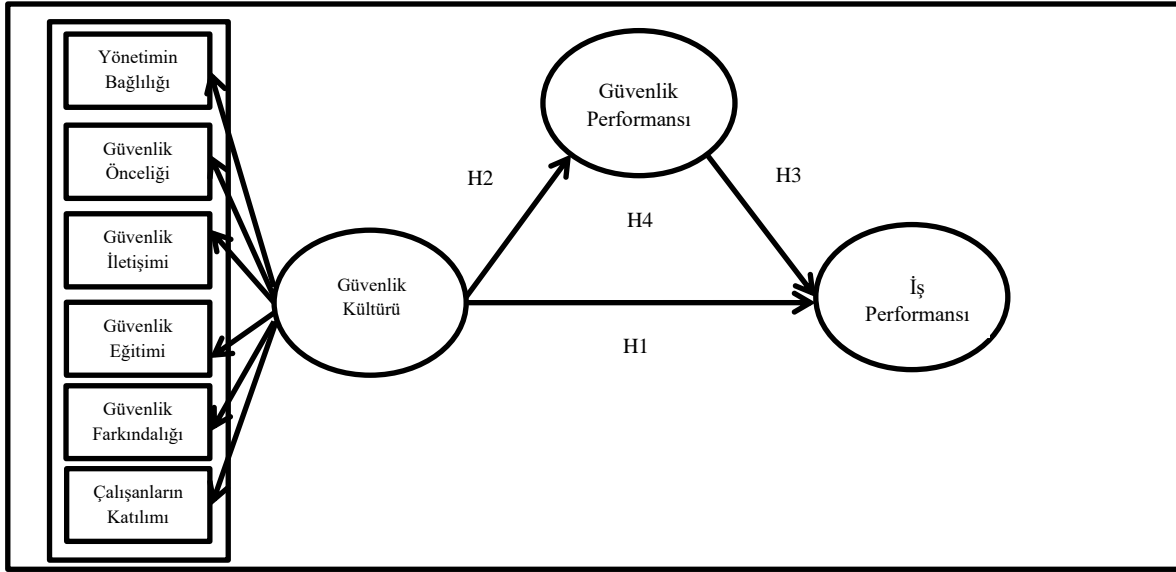 Yönetimin
Bağlılığı
Güvenlik
Önceliği
Güvenlik
İletişimi
Güvenlik
Eğitimi
Güvenlik
Farkındalığı
Çalışanların
Katılımı
Güvenlik
Kültürü
H2
Güvenlik
Performansı
H3
H4
H1
İş
Performansı